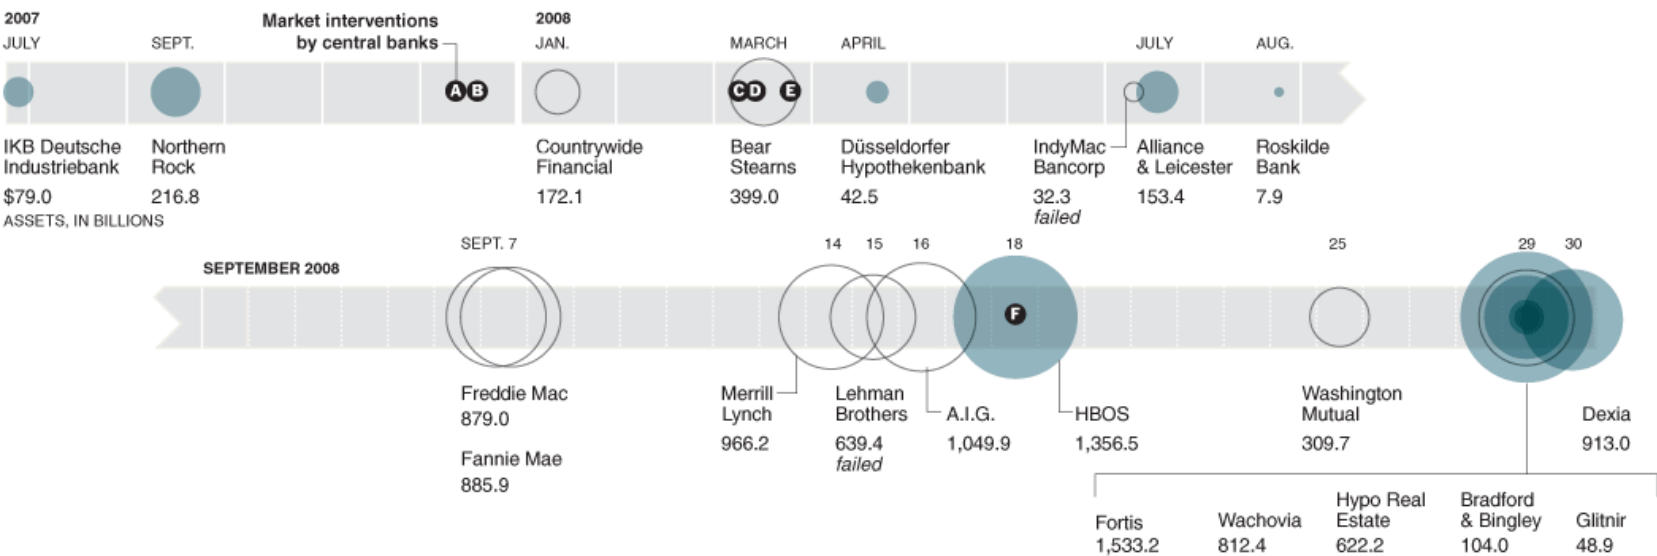 2007
JULY
SEPT.
Market interventions
by central banks
2008
JAN.
MARCH
APRIL
JULY
AUG.
A B
C D E
IKB Deutsche
Industriebank
$79.0
ASSETS, IN BILLIONS
Northern
Rock
216.8
Countrywide
Financial
172.1
Bear
Stearns
399.0
Düsseldorfer
Hypothekenbank
42.5
IndyMac
Bancorp
32.3
failed
Alliance
& Leicester
153.4
Roskilde
Bank
7.9
SEPTEMBER 2008
SEPT. 7
14
15
16
18
25
29
30
F
Freddie Mac
879.0
Fannie Mae
885.9
Merrill
Lynch
966.2
Lehman
Brothers
639.4
failed
A.I.G.
1,049.9
HBOS
1,356.5
Washington
Mutual
309.7
Dexia
913.0
Fortis
1,533.2
Wachovia
812.4
Hypo Real
Estate
622.2
Bradford
& Bingley
104.0
Glitnir
48.9